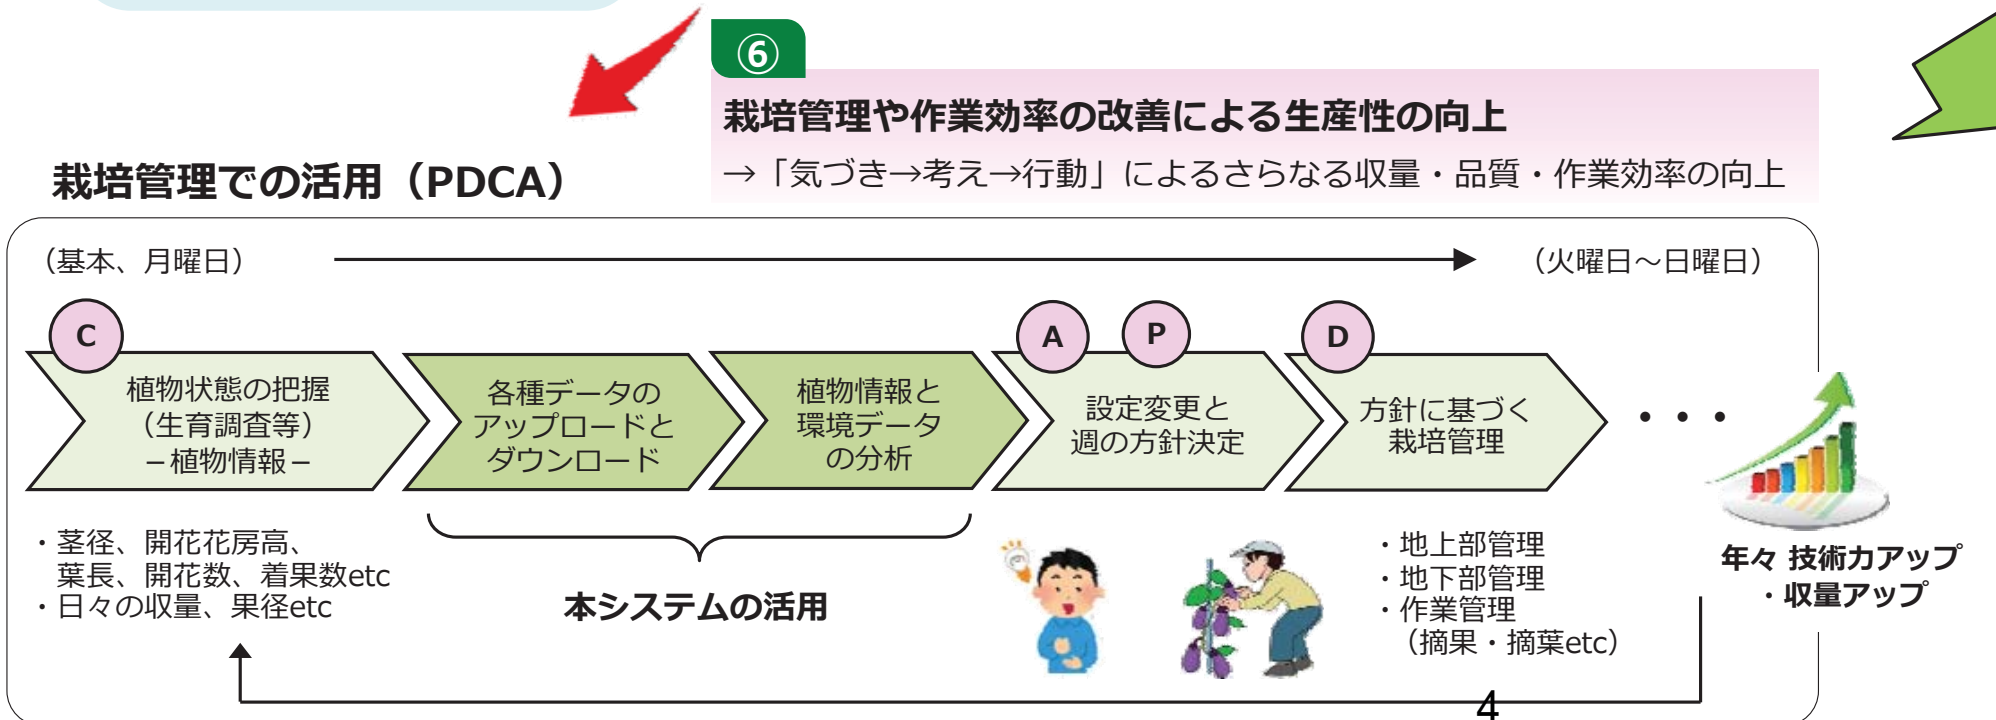 ⑥
栽培管理や作業効率の改善による生産性の向上
→「気づき→考え→行動」によるさらなる収量・品質・作業効率の向上
栽培管理での活用（PDCA）
（基本、月曜日）
（火曜日～日曜日）
C
植物状態の把握
（生育調査等）
－植物情報－
各種データの
アップロードと
ダウンロード
植物情報と
環境データ
の分析
A
P
設定変更と
週の方針決定
D
方針に基づく
栽培管理
・・・
・茎径、開花花房高、
葉長、開花数、着果数etc
・日々の収量、果径etc
本システムの活用
・地上部管理
・地下部管理
・作業管理
（摘果・摘葉etc）
年々 技術力アップ
・収量アップ
4